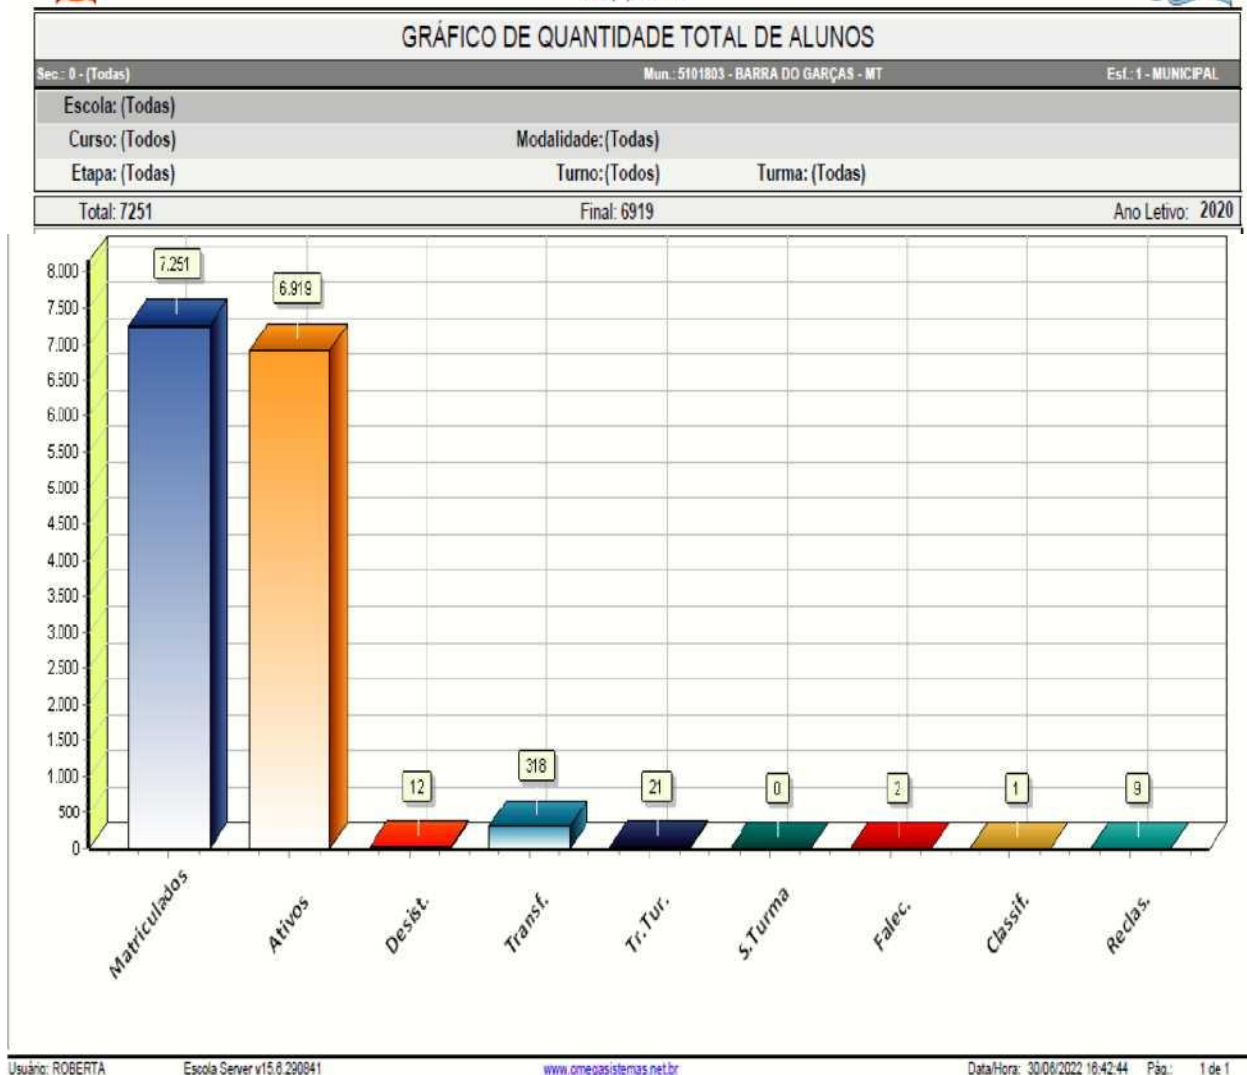 GRÁFICO DE QUANTIDADE TOTAL DE ALUNOS
Sec.: 0 - (Todas) Mun.: 5101803 - BARRA DO GARÇAS - MT Esf.: 1 - MUNICIPAL
Escola: (Todas)
Curso: (Todos) Modalidade: (Todas)
Etapa: (Todas) Turno: (Todos) Turma: (Todas)
Total: 7251 Final: 6919 Ano Letivo: 2020
8.000
7.500
7.000
6.500
6.000
5.500
5.000
4.500
4.000
3.500
3.000
2.500
2.000
1.500
1.000
500
0
7.251
6.919
12
318
21
0
2
1
9
Matriculados
Ativos
Desist.
Transf.
Tr.Tur.
S.Turma
Falec.
Classif.
Reclas.
Usuário: ROBERTA Escola Server v15.6.290841 www.omegasistemas.net.br Data/Hora: 30/06/2022 16:42:44 Pág.: 1 de 1